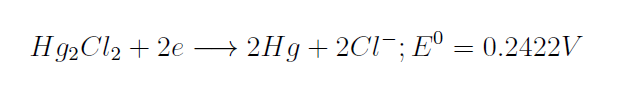 Hg₂Cl₂ + 2e ⟶ 2Hg + 2Cl⁻; E⁰ = 0.2422V